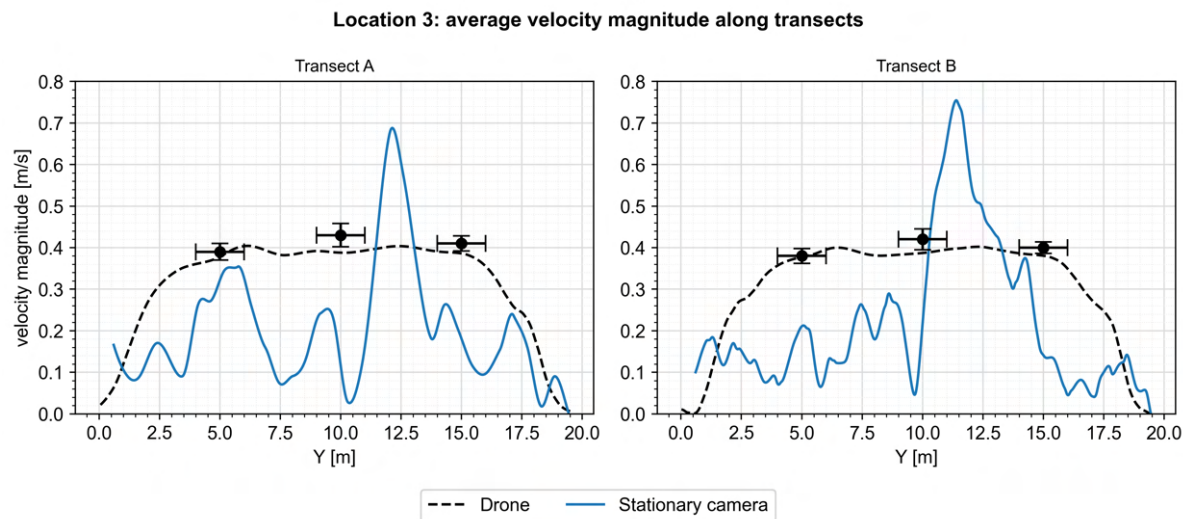 Location 3: average velocity magnitude along transects
Transect A
Transect B
velocity magnitude [m/s]
0.8
0.7
0.6
0.5
0.4
0.3
0.2
0.1
0.0
0.0 2.5 5.0 7.5 10.0 12.5 15.0 17.5 20.0
Y [m]
0.8
0.7
0.6
0.5
0.4
0.3
0.2
0.1
0.0
0.0 2.5 5.0 7.5 10.0 12.5 15.0 17.5 20.0
Y [m]
Drone Stationary camera